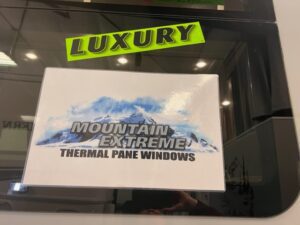 LUXURY
MOUNTAIN
EXTREME
THERMAL PANE WINDOWS